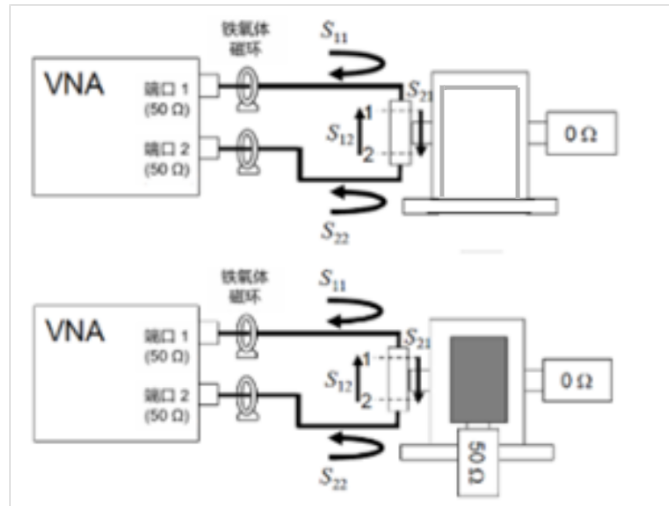 铁氧体
磁环
S11
VNA
端口 1
(50 Ω)
S21
1
S12
0 Ω
端口 2
(50 Ω)
2
S22
铁氧体
磁环
S11
VNA
端口 1
(50 Ω)
S21
1
S12
0 Ω
端口 2
(50 Ω)
2
50 Ω
S22